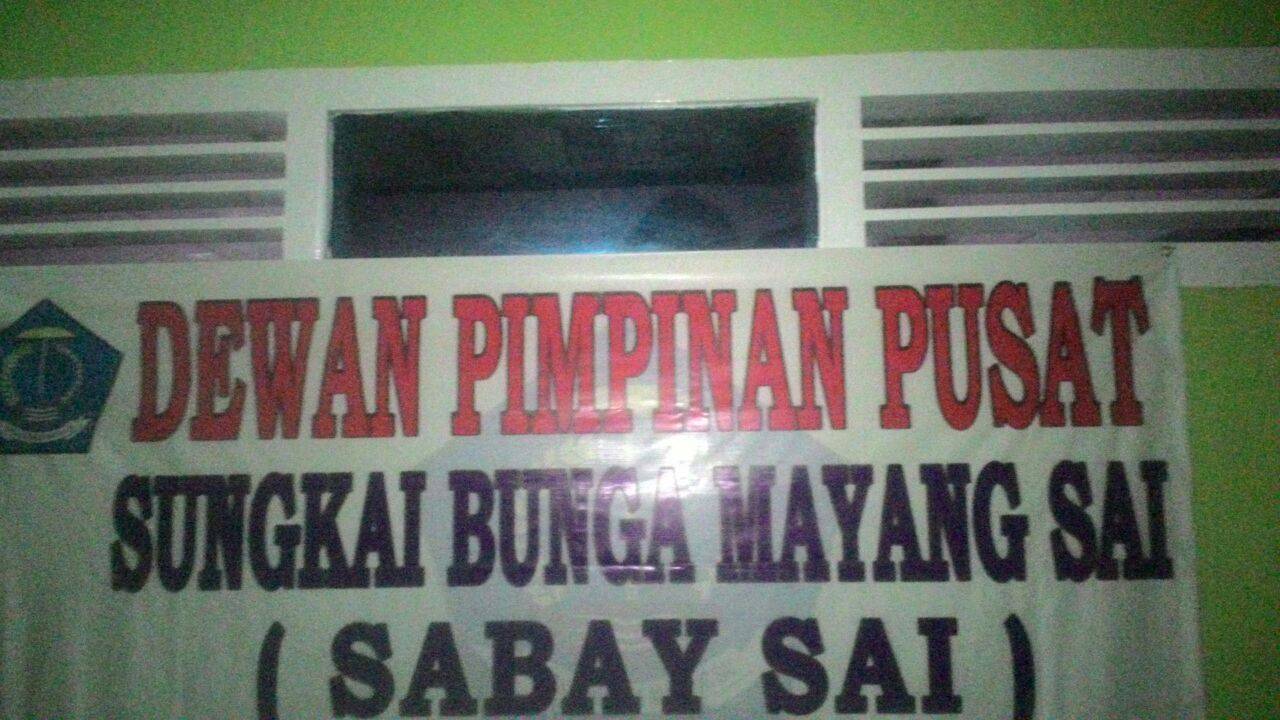 DEWAN PIMPINAN PUSAT
SUNGKAI BUNGA MAYANG SAI
( SABAY SAI )